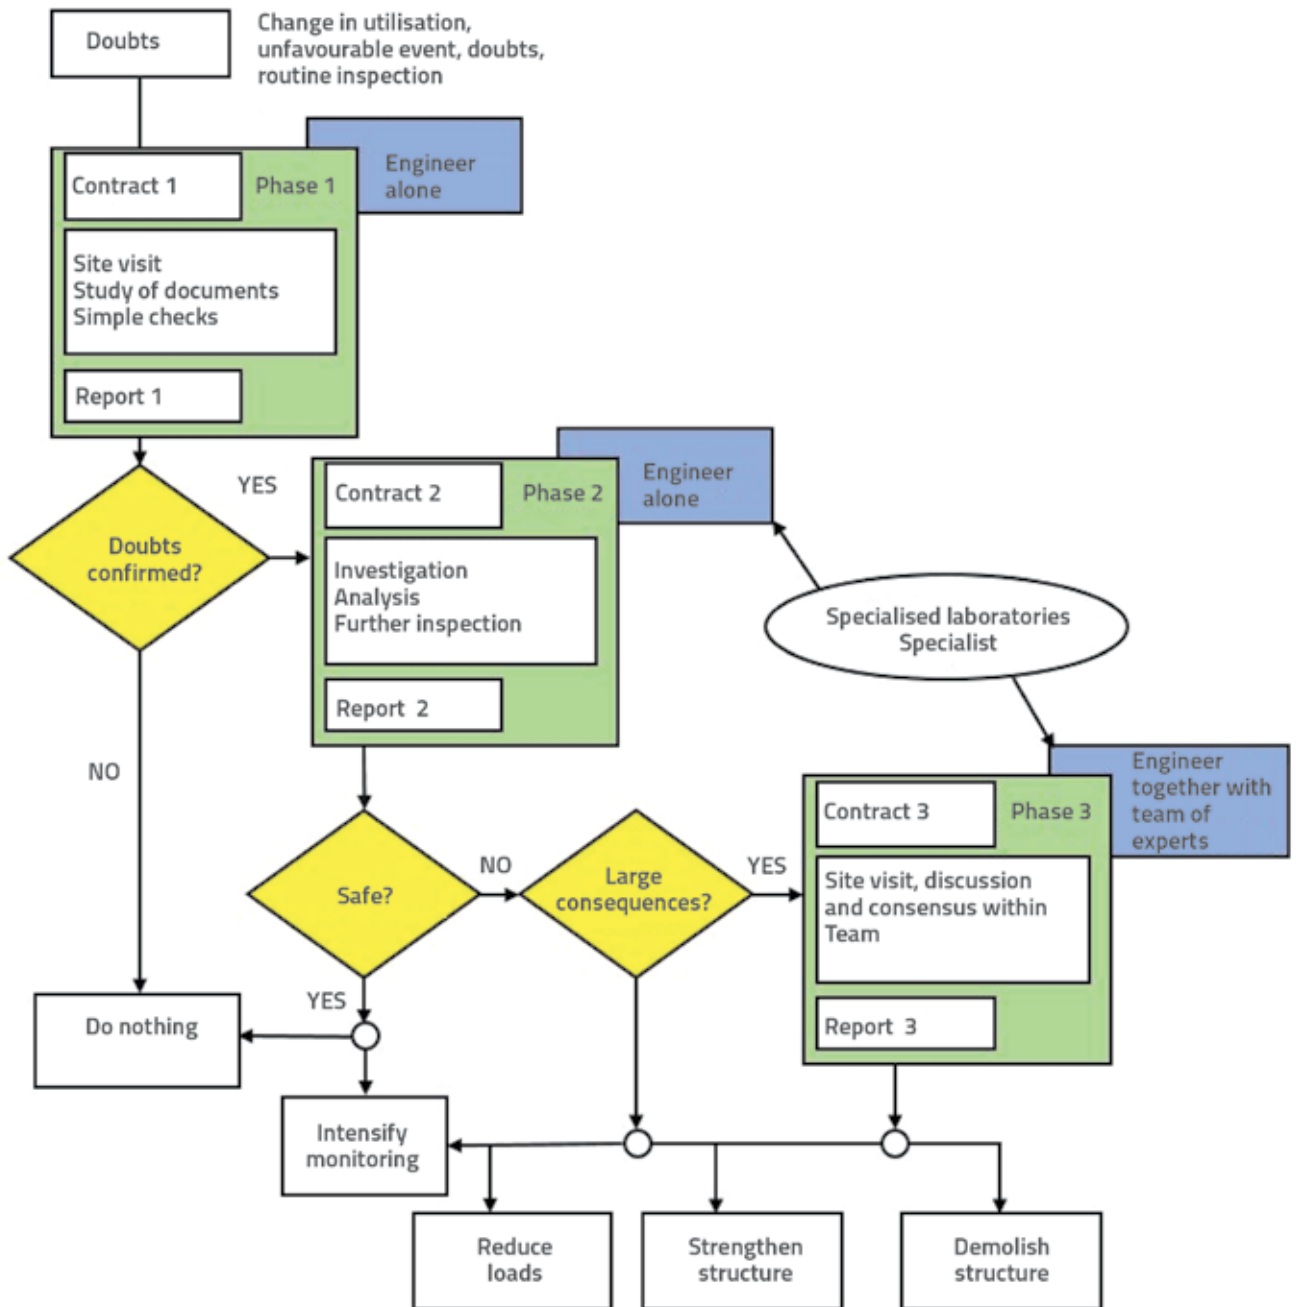 Doubts
Change in utilisation,
unfavourable event, doubts,
routine inspection
Contract 1
Phase 1
Engineer
alone
Site visit
Study of documents
Simple checks
Report 1
YES
Doubts
confirmed?
NO
Contract 2
Phase 2
Engineer
alone
Investigation
Analysis
Further inspection
Report 2
Specialised laboratories
Specialist
Engineer
together with
team of
experts
Contract 3
Phase 3
Site visit, discussion
and consensus within
Team
Report 3
Safe?
NO
Large
consequences?
YES
YES
Do nothing
Intensify
monitoring
Reduce
loads
Strengthen
structure
Demolish
structure